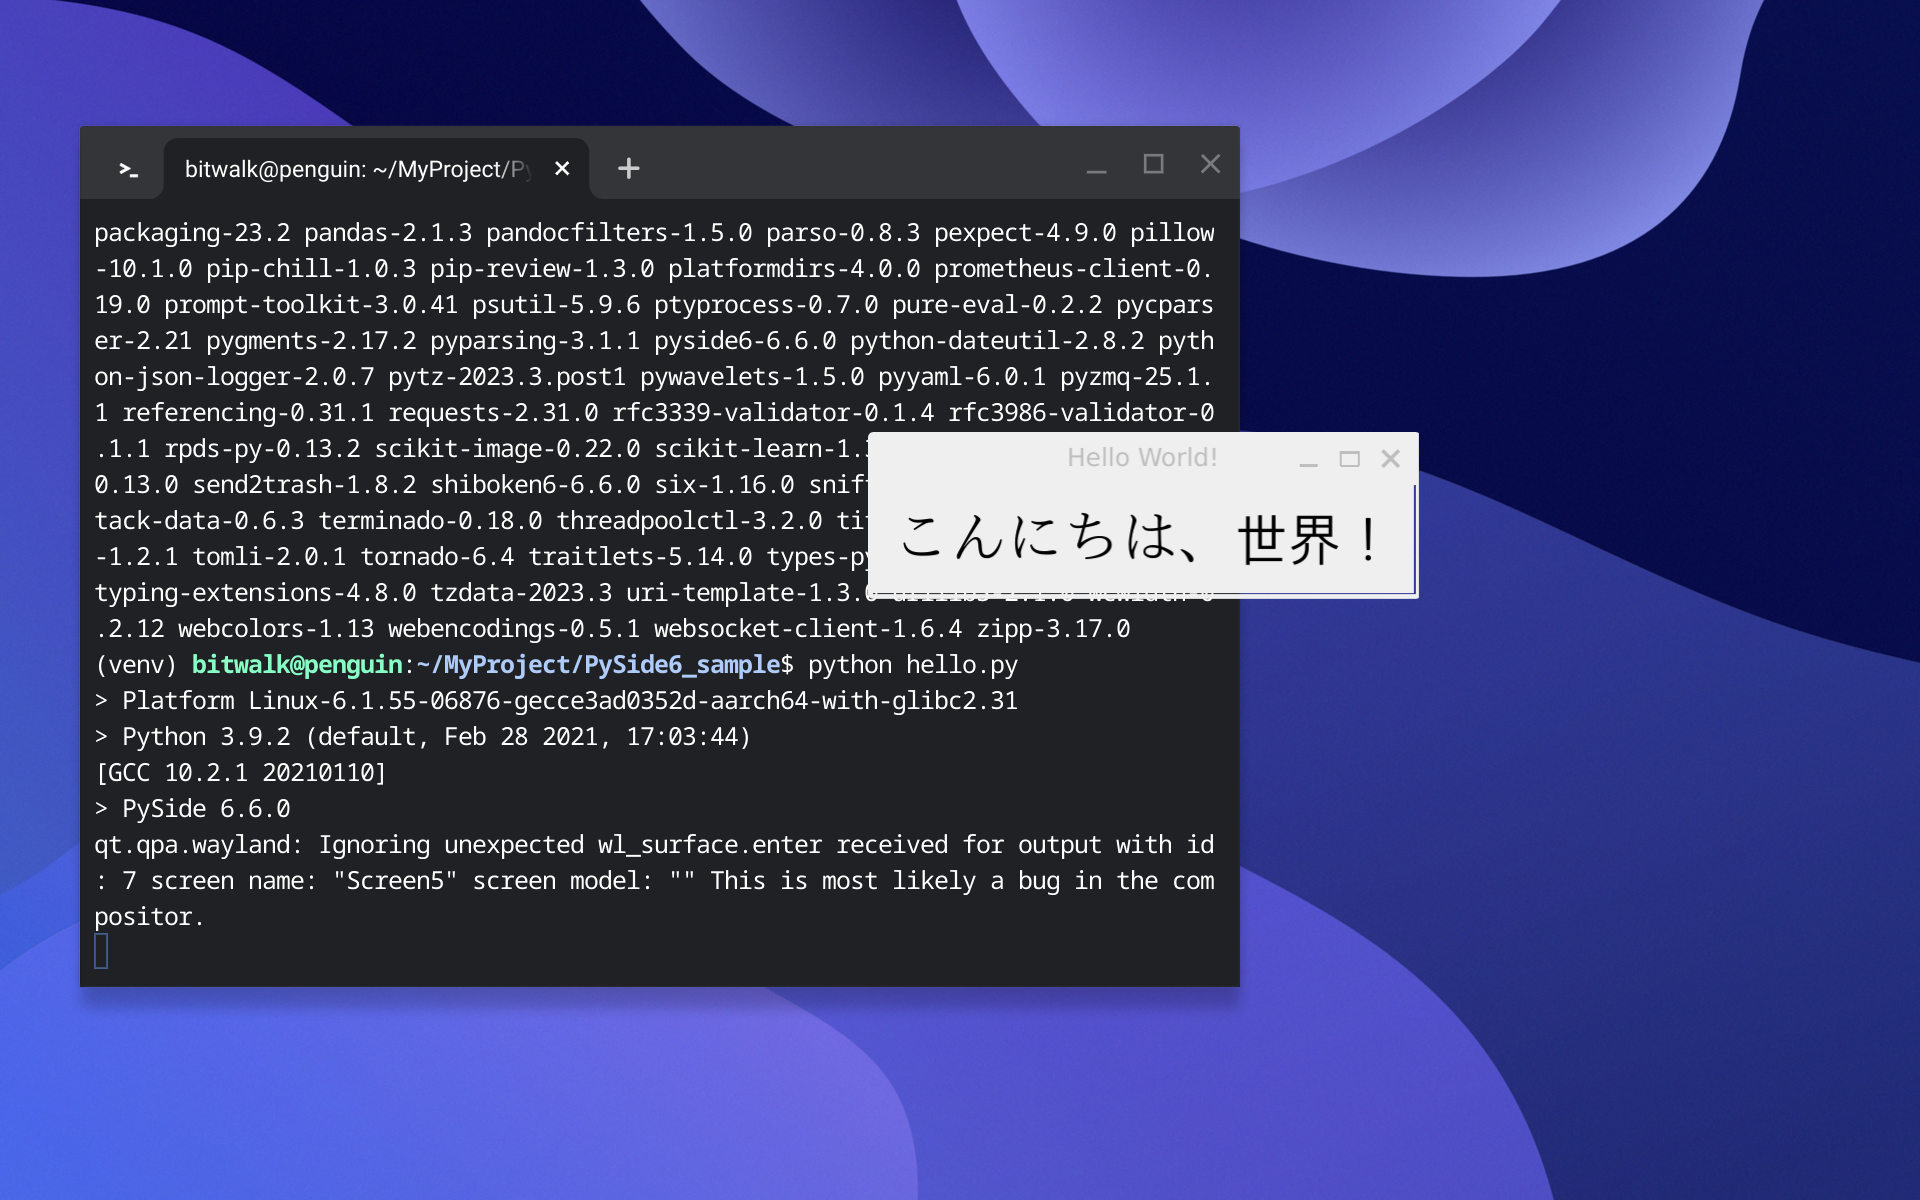 bitwalk@penguin: ~/MyProject/Py
packaging-23.2 pandas-2.1.3 pandocfilters-1.5.0 parso-0.8.3 pexpect-4.9.0 pillow
-10.1.0 pip-chill-1.0.3 pip-review-1.3.0 platformdirs-4.0.0 prometheus-client-0.
19.0 prompt-toolkit-3.0.41 psutil-5.9.6 ptyprocess-0.7.0 pure-eval-0.2.2 pycpars
er-2.21 pygments-2.17.2 pyparsing-3.1.1 pyside6-6.6.0 python-dateutil-2.8.2 pyth
on-json-logger-2.0.7 pytz-2023.3.post1 pywavelets-1.5.0 pyyaml-6.0.1 pyzmq-25.1.
1 referencing-0.31.1 requests-2.31.0 rfc3339-validator-0.1.4 rfc3986-validator-0
.1.1 rpds-py-0.13.2 scikit-image-0.22.0 scikit-learn-1.3
0.13.0 send2trash-1.8.2 shiboken6-6.6.0 six-1.16.0 snif
tack-data-0.6.3 terminado-0.18.0 threadpoolctl-3.2.0 ti
-1.2.1 tomli-2.0.1 tornado-6.4 traitlets-5.14.0 types-py
typing-extensions-4.8.0 tzdata-2023.3 uri-template-1.3.0
.2.12 webcolors-1.13 webencodings-0.5.1 websocket-client-1.6.4 zipp-3.17.0
(venv) bitwalk@penguin:~/MyProject/PySide6_sample$ python hello.py
> Platform Linux-6.1.55-06876-gecce3ad0352d-aarch64-with-glibc2.31
> Python 3.9.2 (default, Feb 28 2021, 17:03:44)
[GCC 10.2.1 20210110]
> PySide 6.6.0
qt.qpa.wayland: Ignoring unexpected wl_surface.enter received for output with id
: 7 screen name: "Screen5" screen model: "" This is most likely a bug in the com
positor.
Hello World!
こんにちは、世界！